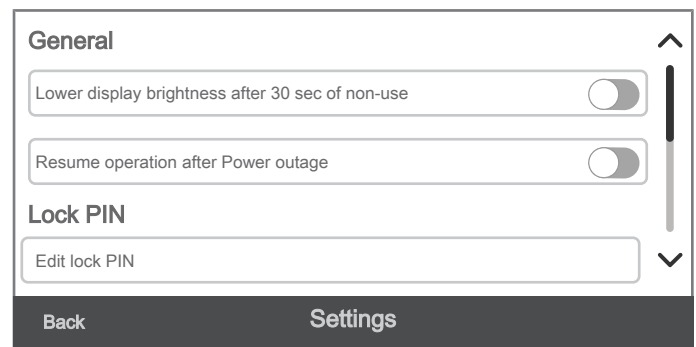 General
Lower display brightness after 30 sec of non-use
Resume operation after Power outage
Lock PIN
Edit lock PIN
Back
Settings